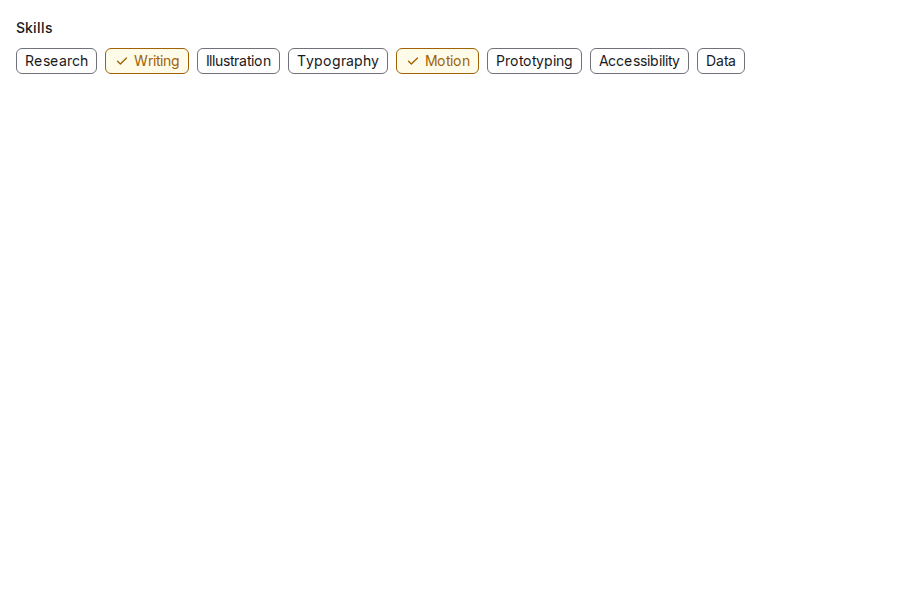 Skills
Research Writing Illustration Typography Motion Prototyping Accessibility Data